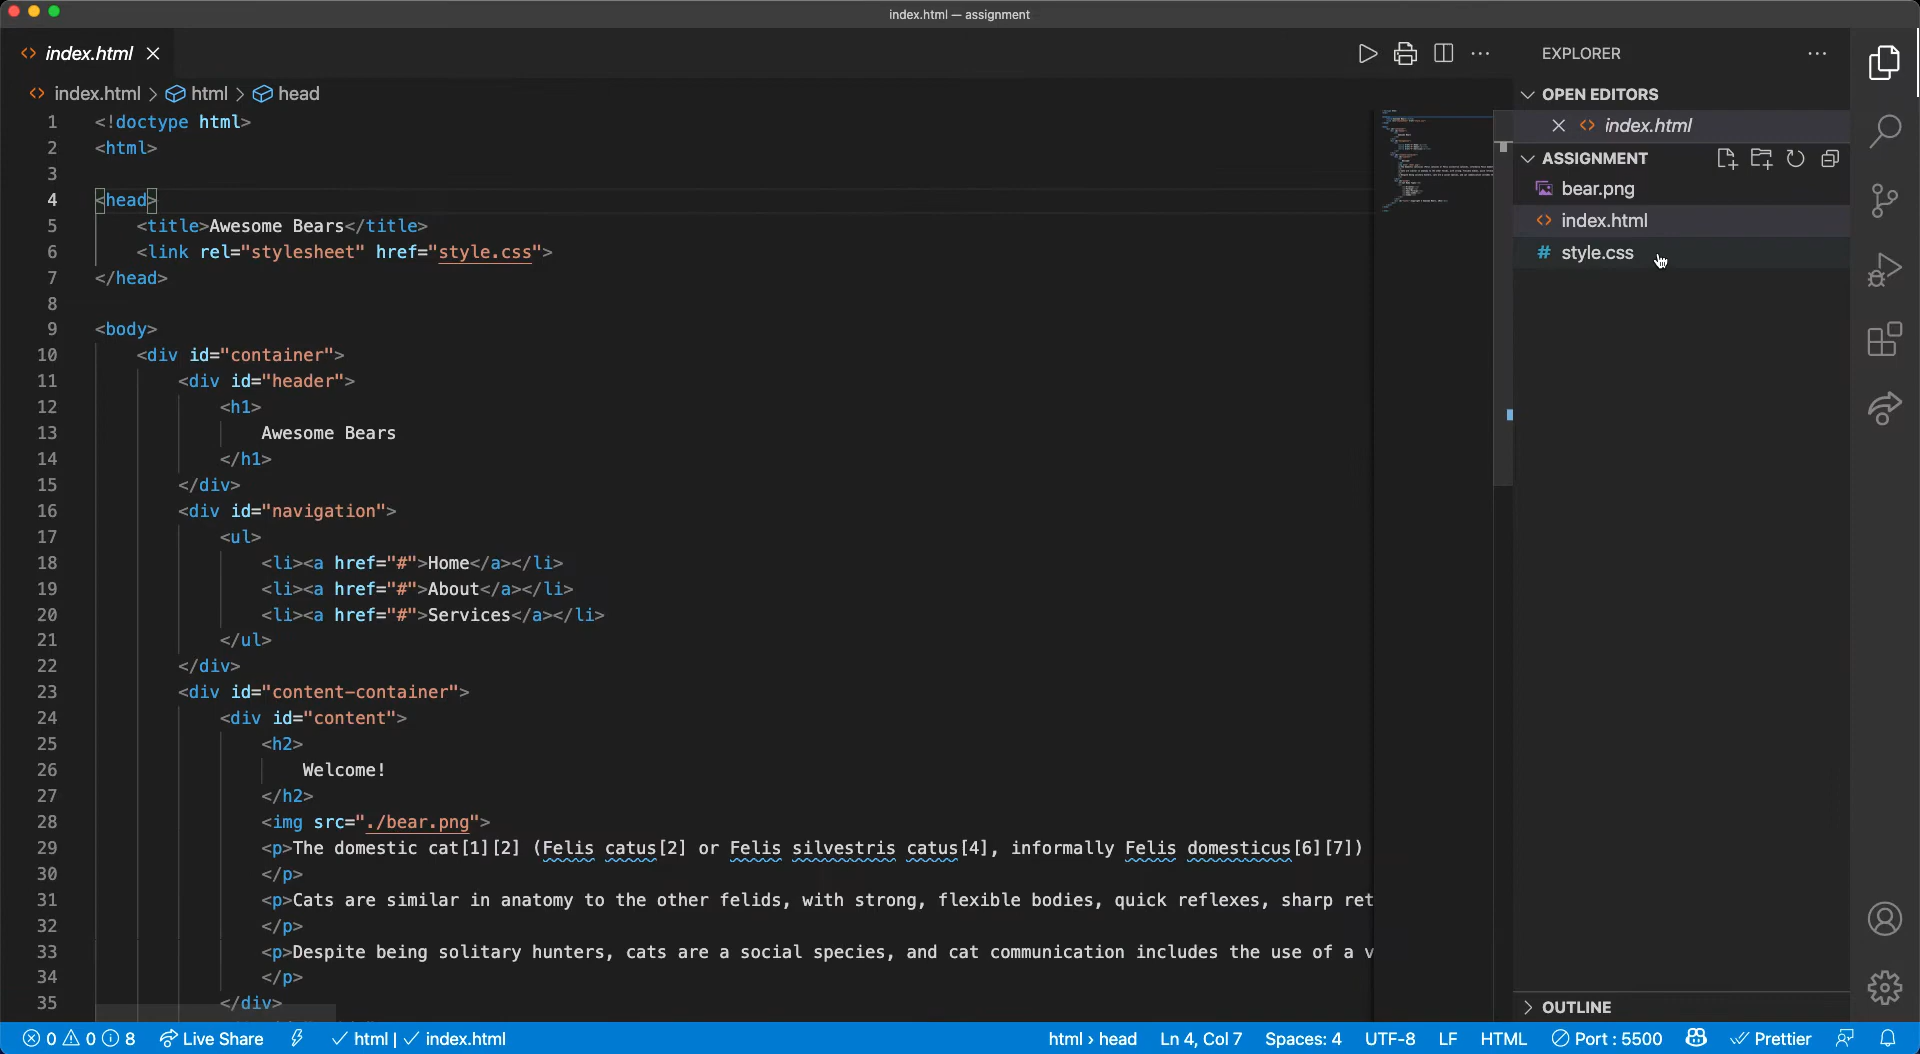 index.html — assignment
index.html
index.html > html > head
1 <!doctype html>
2 <html>
3
4 <head>
5 <title>Awesome Bears</title>
6 <link rel="stylesheet" href="style.css">
7 </head>
8
9 <body>
10 <div id="container">
11 <div id="header">
12 <h1>
13 Awesome Bears
14 </h1>
15 </div>
16 <div id="navigation">
17 <ul>
18 <li><a href="#">Home</a></li>
19 <li><a href="#">About</a></li>
20 <li><a href="#">Services</a></li>
21 </ul>
22 </div>
23 <div id="content-container">
24 <div id="content">
25 <h2>
26 Welcome!
27 </h2>
28 <img src="./bear.png">
29 <p>The domestic cat[1][2] (Felis catus[2] or Felis silvestris catus[4], informally Felis domesticus[6][7])
30 </p>
31 <p>Cats are similar in anatomy to the other felids, with strong, flexible bodies, quick reflexes, sharp ret
32 </p>
33 <p>Despite being solitary hunters, cats are a social species, and cat communication includes the use of a v
34 </p>
35 </div>
EXPLORER
OPEN EDITORS
index.html
ASSIGNMENT
bear.png
index.html
# style.css
OUTLINE
0 0 8 Live Share html | index.html html › head Ln 4, Col 7 Spaces: 4 UTF-8 LF HTML Port : 5500 Prettier